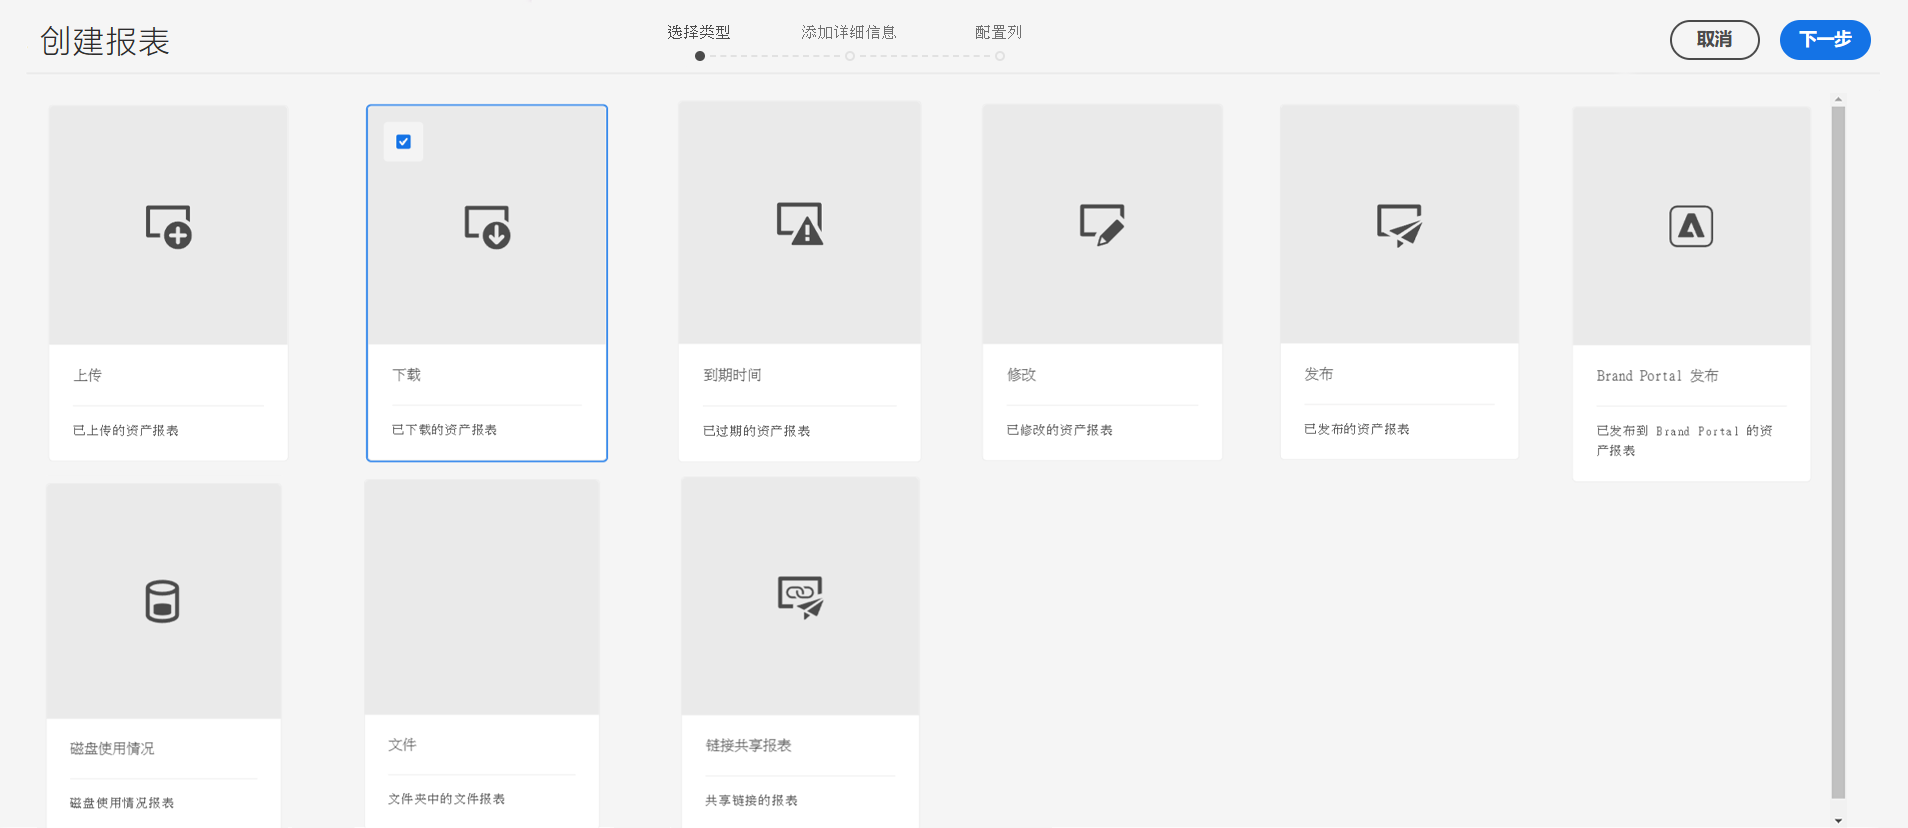 创建报表
选择类型
添加详细信息
配置列
取消
下一步
上传
已上传的资产报表
下载
已下载的资产报表
到期时间
已过期的资产报表
修改
已修改的资产报表
发布
已发布的资产报表
Brand Portal 发布
已发布到 Brand Portal 的资
产报表
磁盘使用情况
磁盘使用情况报表
文件
文件夹中的文件报表
链接共享报表
共享链接的报表